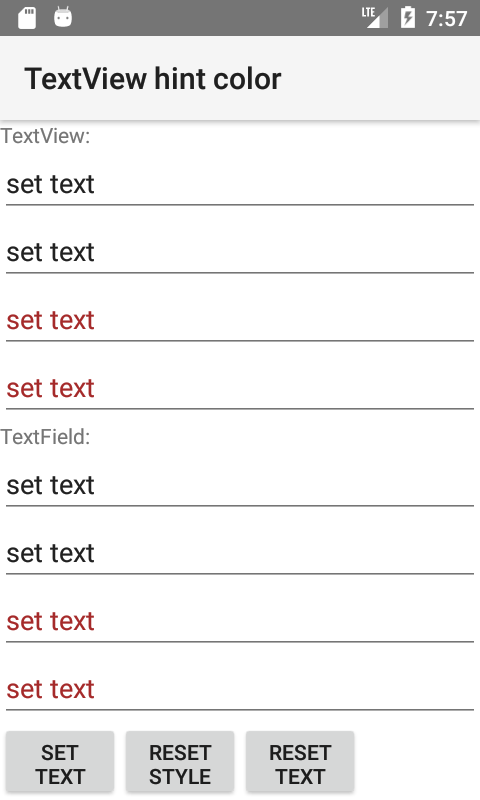 LTE 7:57
TextView hint color
TextView:
set text
set text
set text
set text
TextField:
set text
set text
set text
set text
SET RESET RESET
TEXT STYLE TEXT